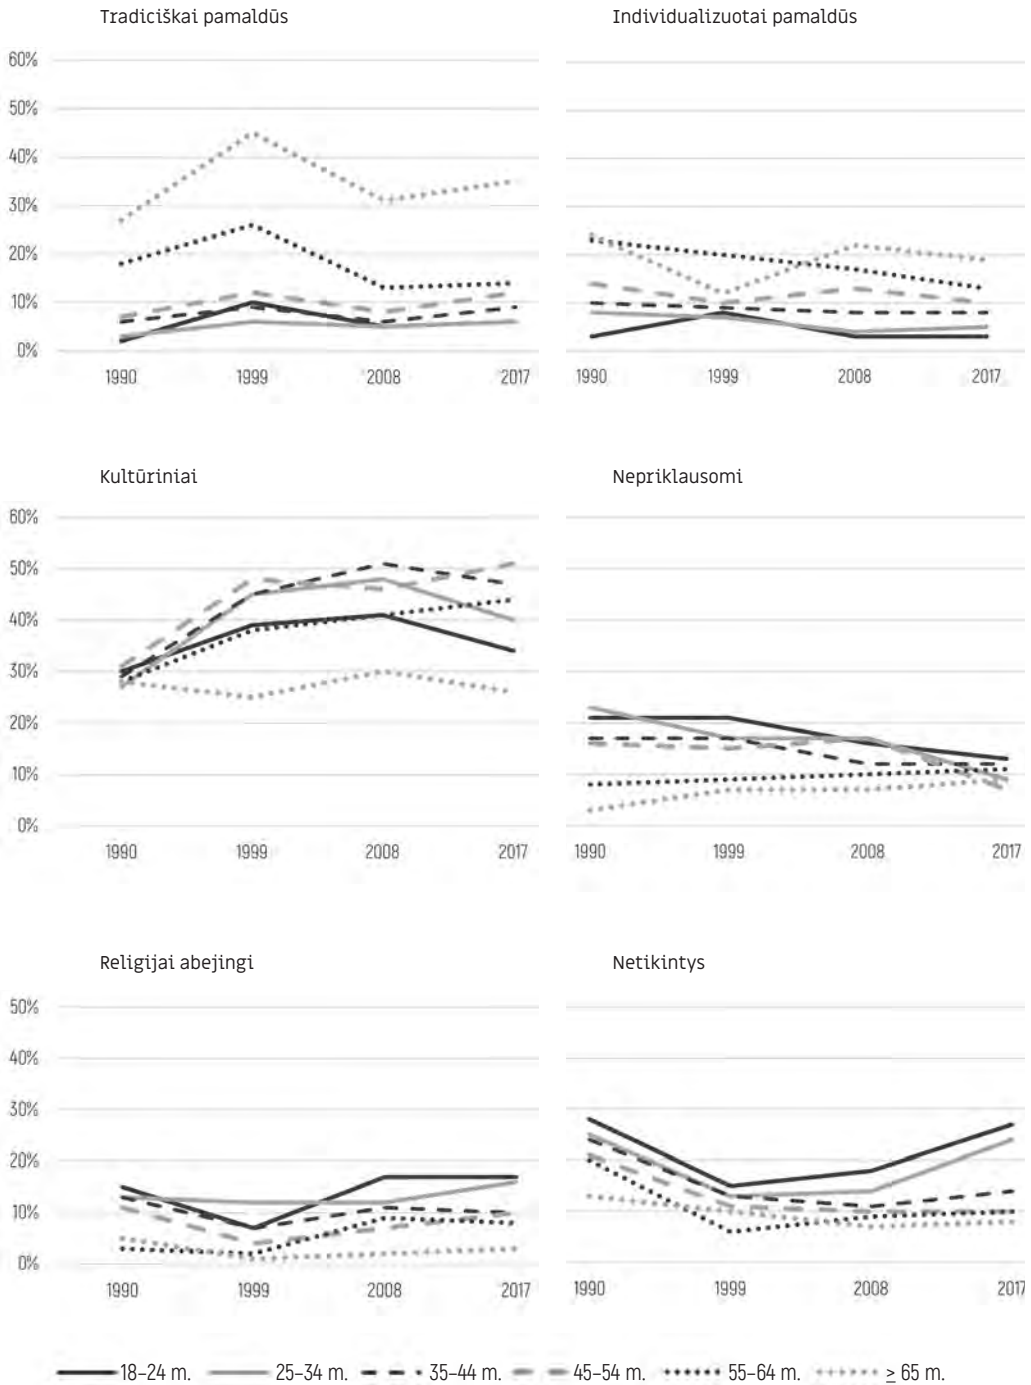 Tradiciškai pamaldūs
Individualizuotai pamaldūs
60%
50%
40%
30%
20%
10%
0%
1990 1999 2008 2017
1990 1999 2008 2017
Kultūriniai
Nepriklausomi
60%
50%
40%
30%
20%
10%
0%
1990 1999 2008 2017
1990 1999 2008 2017
Religijai abejingi
Netikintys
50%
40%
30%
20%
10%
0%
1990 1999 2008 2017
1990 1999 2008 2017
18–24 m. 25–34 m. 35–44 m. 45–54 m. 55–64 m. ≥ 65 m.